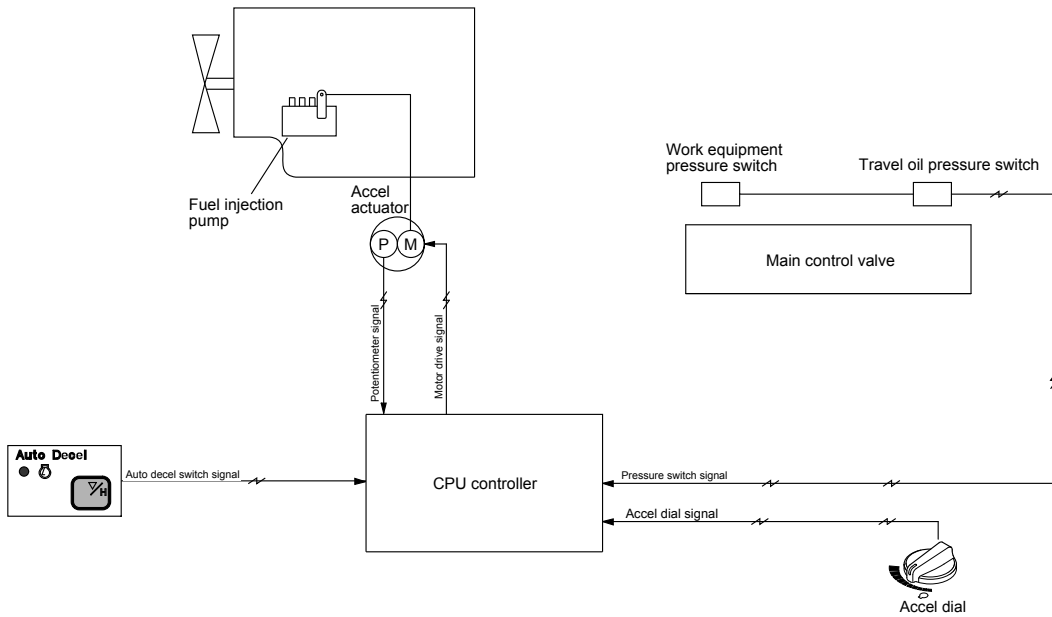 Fuel injection
pump
Accel
actuator
P M
Work equipment
pressure switch
Travel oil pressure switch
Main control valve
Potentiometer signal
Motor drive signal
Auto Decel
H
Auto decel switch signal
CPU controller
Pressure switch signal
Accel dial signal
Accel dial